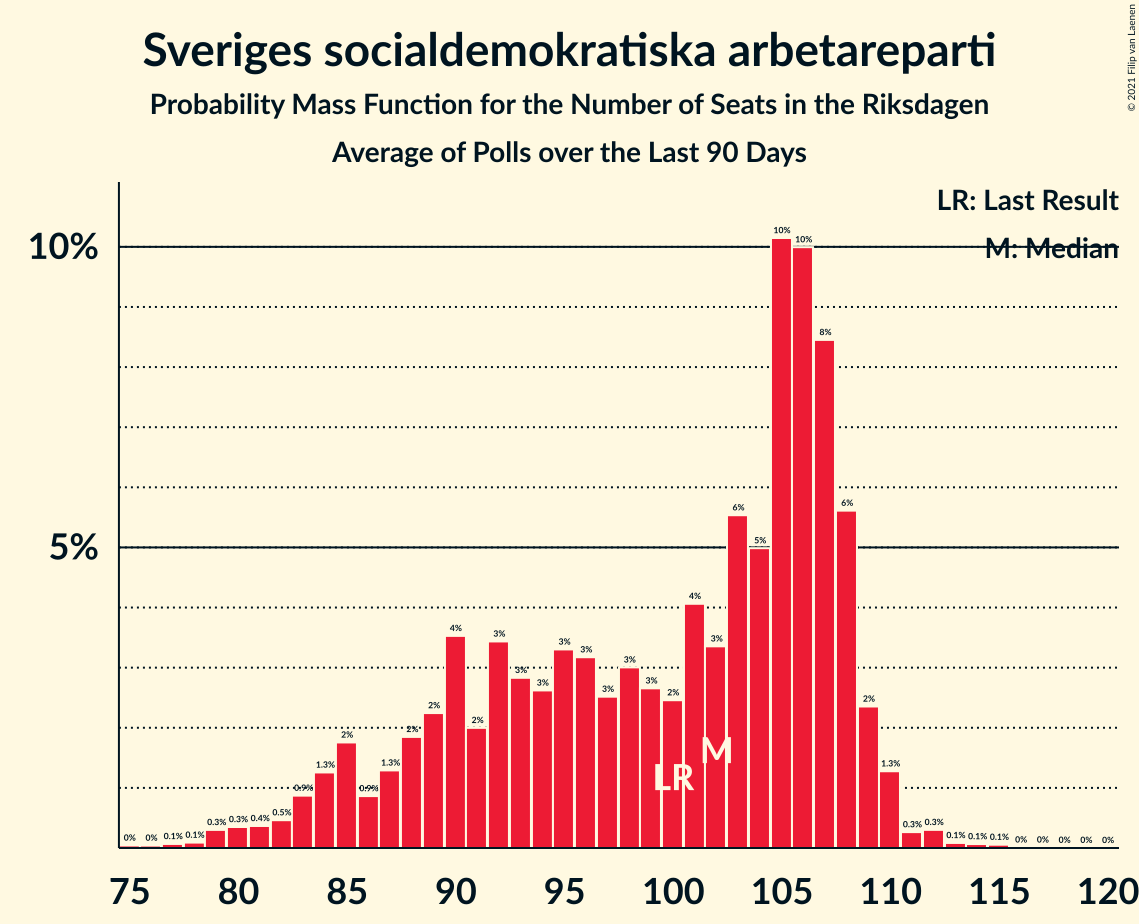 Sveriges socialdemokratiska arbetareparti
Probability Mass Function for the Number of Seats in the Riksdagen
Average of Polls over the Last 90 Days
© 2021 Filip van Laenen
LR: Last Result
M: Median
10%
5%
0% 0% 0.1% 0.1% 0.3% 0.3% 0.4% 0.5% 0.9% 1.3% 2% 0.9% 1.3% 2% 2% 4% 2% 3% 3% 3% 3% 3% 3% 3% 3% 2% 4% 3% 6% 5% 10% 10% 8% 6% 2% 1.3% 0.3% 0.3% 0.1% 0.1% 0.1% 0% 0% 0% 0% 0%
M
LR
75 80 85 90 95 100 105 110 115 120